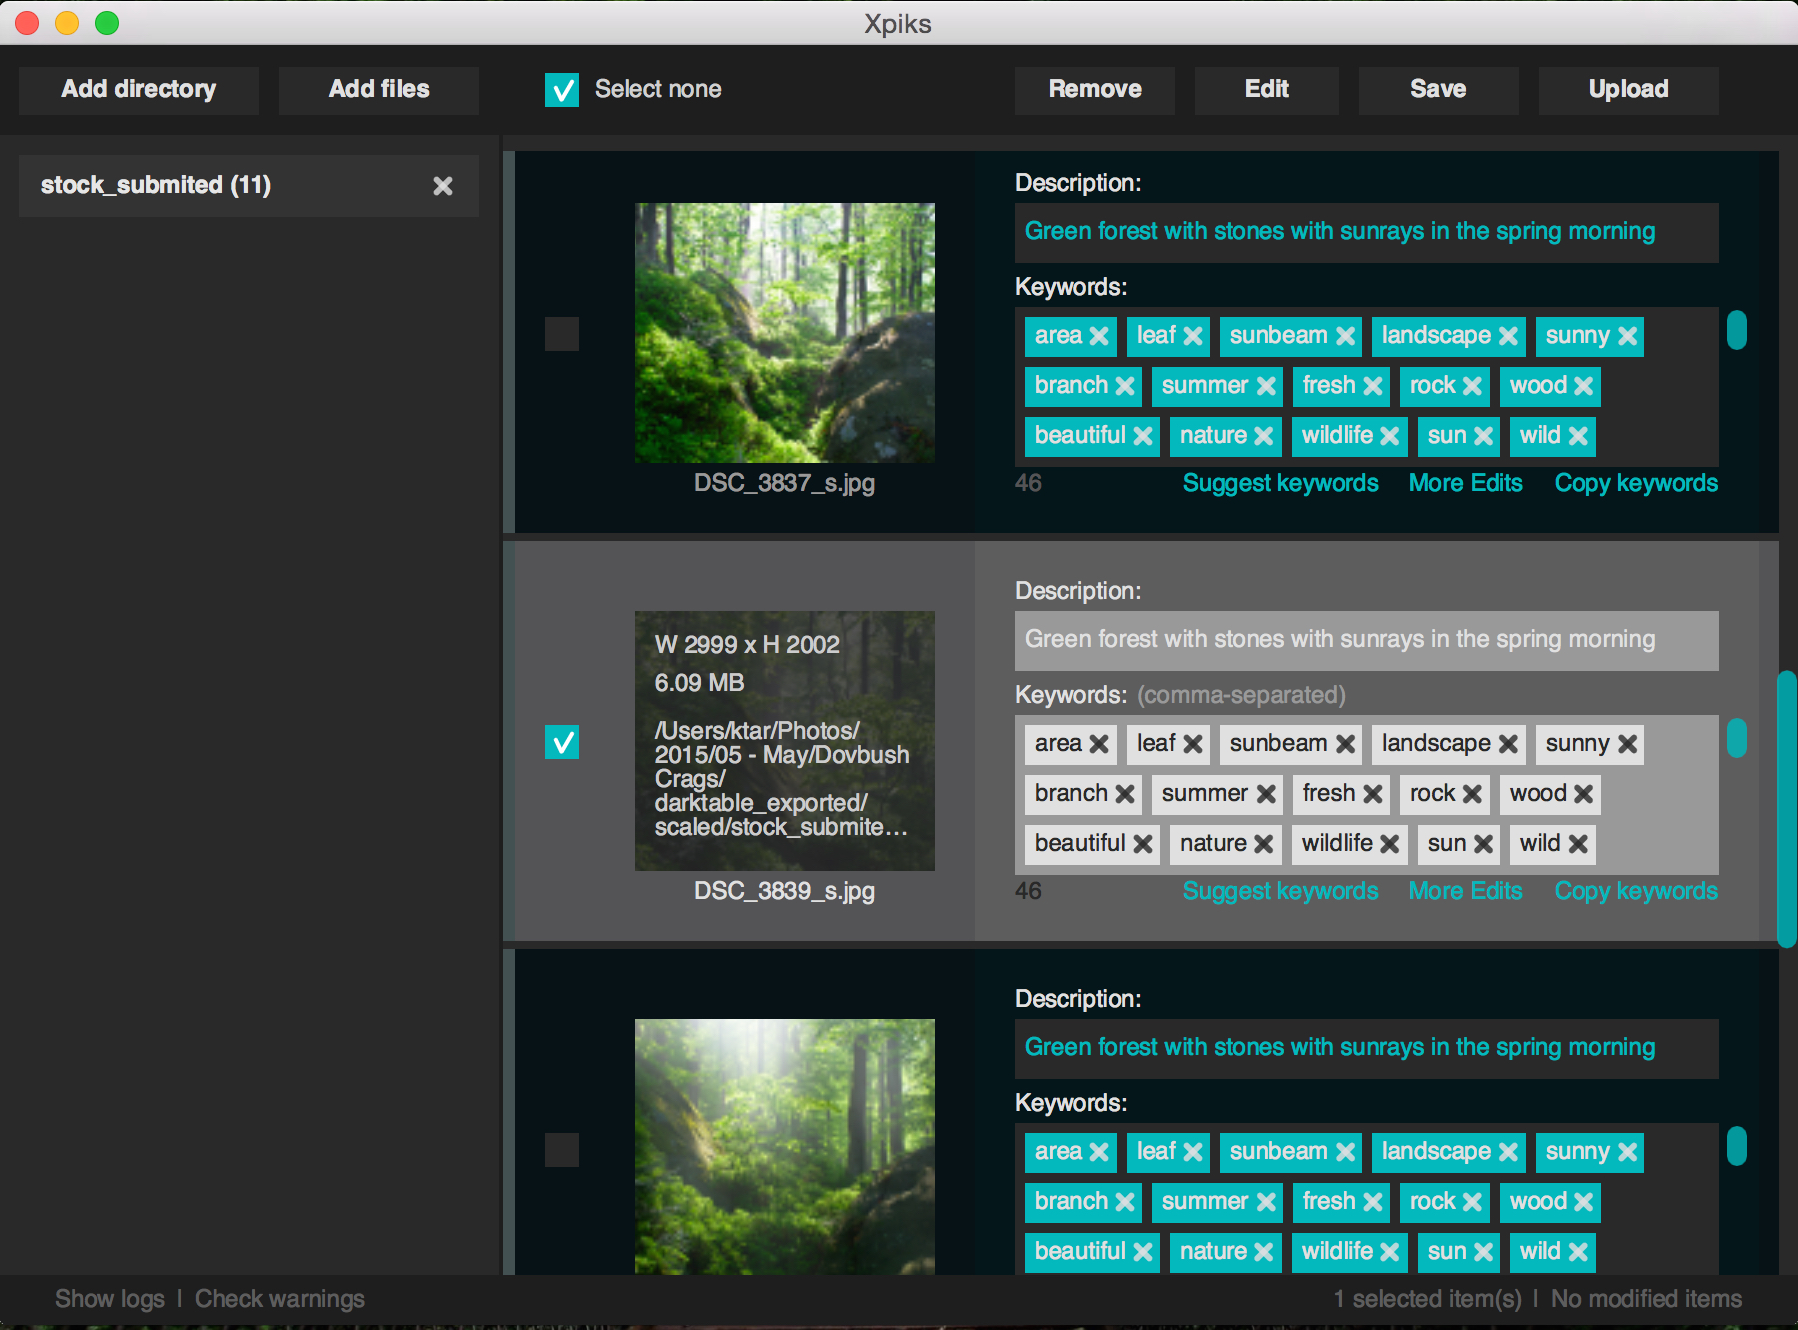 Xpiks
Add directory
Add files
Select none
Remove
Edit
Save
Upload
stock_submited (11)
Description:
Green forest with stones with sunrays in the spring morning
Keywords:
area leaf sunbeam landscape sunny
branch summer fresh rock wood
beautiful nature wildlife sun wild
DSC_3837_s.jpg
46
Suggest keywords
More Edits
Copy keywords
W 2999 x H 2002
6.09 MB
/Users/ktar/Photos/
2015/05 - May/Dovbush
Crags/
darktable_exported/
scaled/stock_submite...
DSC_3839_s.jpg
Description:
Green forest with stones with sunrays in the spring morning
Keywords: (comma-separated)
area leaf sunbeam landscape sunny
branch summer fresh rock wood
beautiful nature wildlife sun wild
46
Suggest keywords
More Edits
Copy keywords
Description:
Green forest with stones with sunrays in the spring morning
Keywords:
area leaf sunbeam landscape sunny
branch summer fresh rock wood
beautiful nature wildlife sun wild
Show logs | Check warnings
1 selected item(s) | No modified items